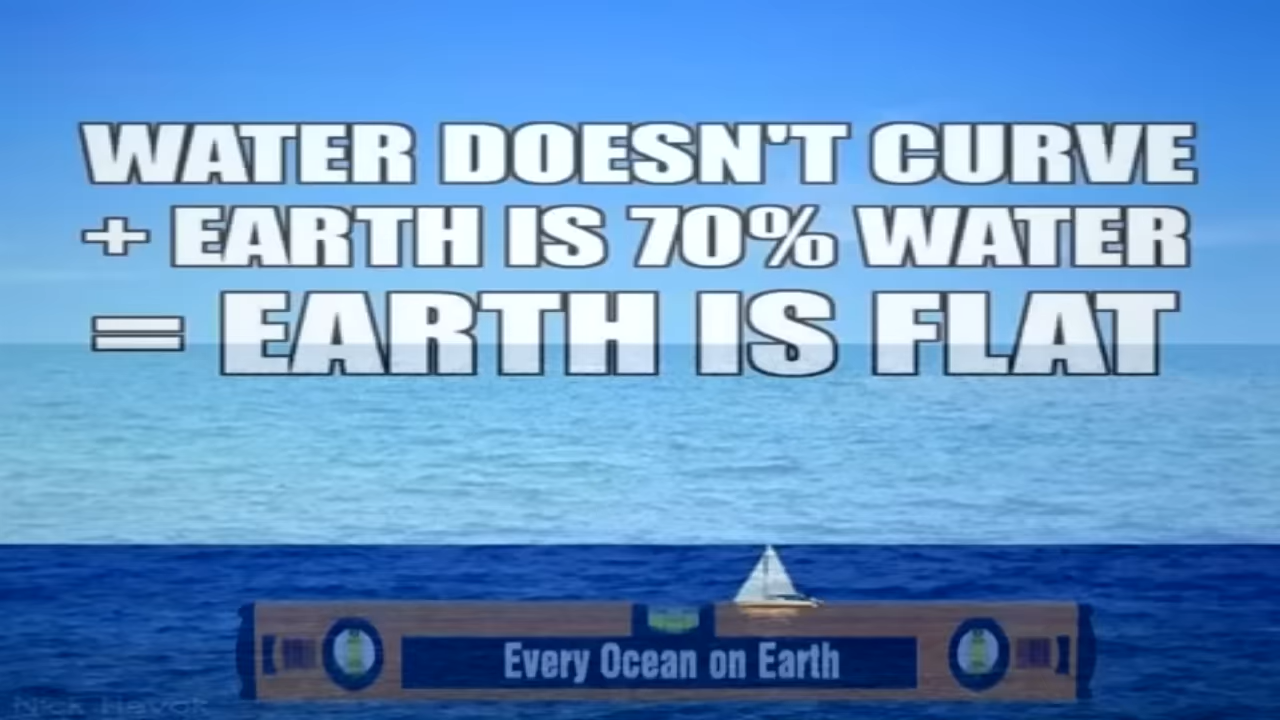 WATER DOESN'T CURVE
+ EARTH IS 70% WATER
= EARTH IS FLAT
Every Ocean on Earth